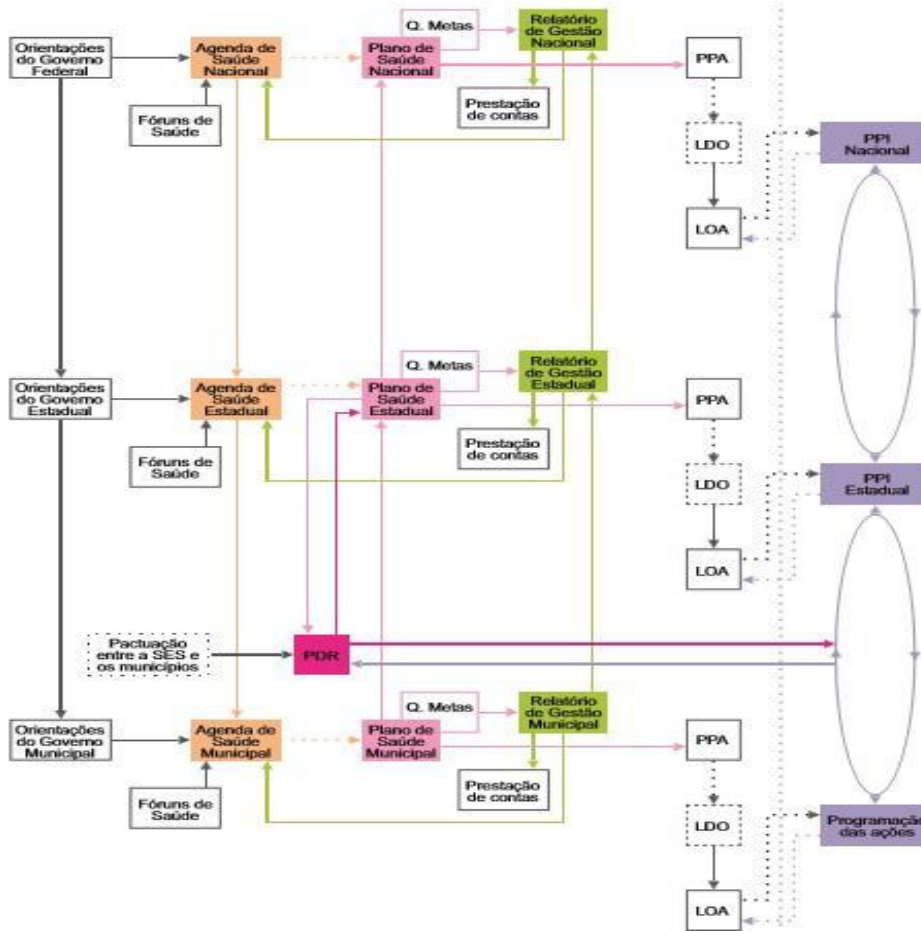 Q. Metas
Relatório
de Gestão
Nacional
Orientações
do Governo
Federal
Agenda de
Saúde
Nacional
Plano de
Saúde
Nacional
PPA
Fóruns de
Saúde
Prestação
de contas
LDO
PPI
Nacional
LOA
Q. Metas
Relatório
de Gestão
Estadual
Orientações
do Governo
Estadual
Agenda de
Saúde
Estadual
Plano de
Saúde
Estadual
PPA
Fóruns de
Saúde
Prestação
de contas
LDO
PPI
Estadual
LOA
Pactuação
entre a SES e
os municípios
PDR
Q. Metas
Relatório
de Gestão
Municipal
Orientações
do Governo
Municipal
Agenda de
Saúde
Municipal
Plano de
Saúde
Municipal
PPA
Fóruns de
Saúde
Prestação
de contas
LDO
Programação
das ações
LOA